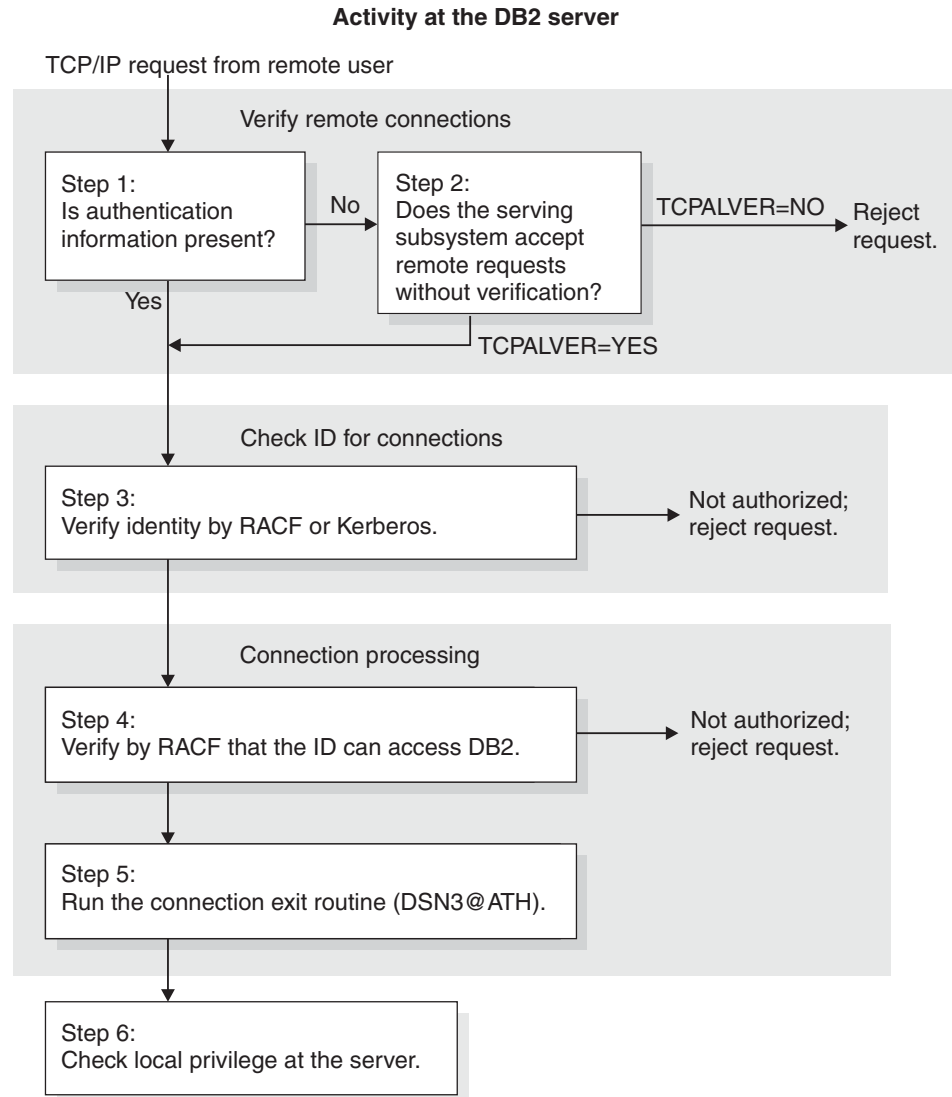 Activity at the DB2 server
TCP/IP request from remote user
Verify remote connections
Step 1:
Is authentication
information present?
No
Step 2:
Does the serving
subsystem accept
remote requests
without verification?
TCPALVER=NO
Reject
request.
Yes
TCPALVER=YES
Check ID for connections
Step 3:
Verify identity by RACF or Kerberos.
Not authorized;
reject request.
Connection processing
Step 4:
Verify by RACF that the ID can access DB2.
Not authorized;
reject request.
Step 5:
Run the connection exit routine (DSN3@ATH).
Step 6:
Check local privilege at the server.